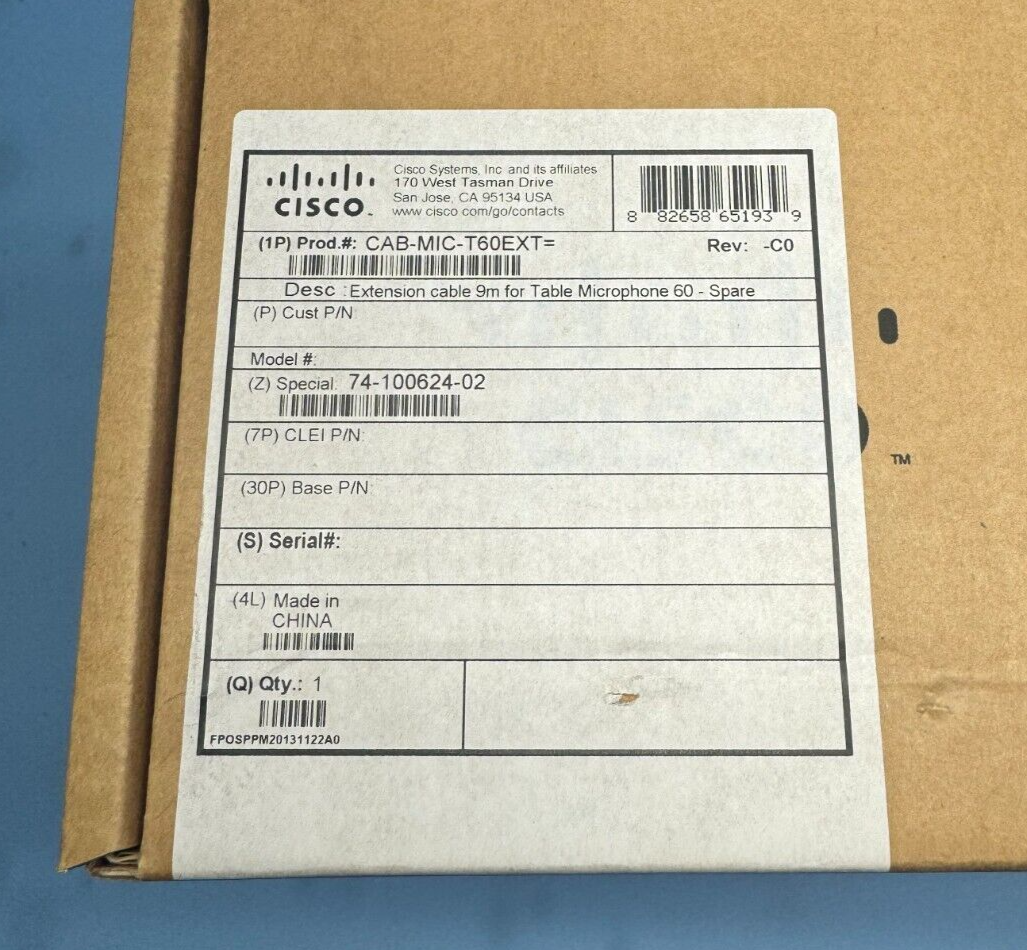 CISCO™
Cisco Systems, Inc and its affiliates
170 West Tasman Drive
San Jose, CA 95134 USA
www.cisco.com/go/contacts
8 82658 65193 9
(1P) Prod.#: CAB-MIC-T60EXT=
Rev: -C0
Desc : Extension cable 9m for Table Microphone 60 - Spare
(P) Cust P/N
Model #:
(Z) Special: 74-100624-02
(7P) CLEI P/N:
(30P) Base P/N
(S) Serial#:
(4L) Made in
CHINA
(Q) Qty.: 1
FPOSPPM20131122A0
TM